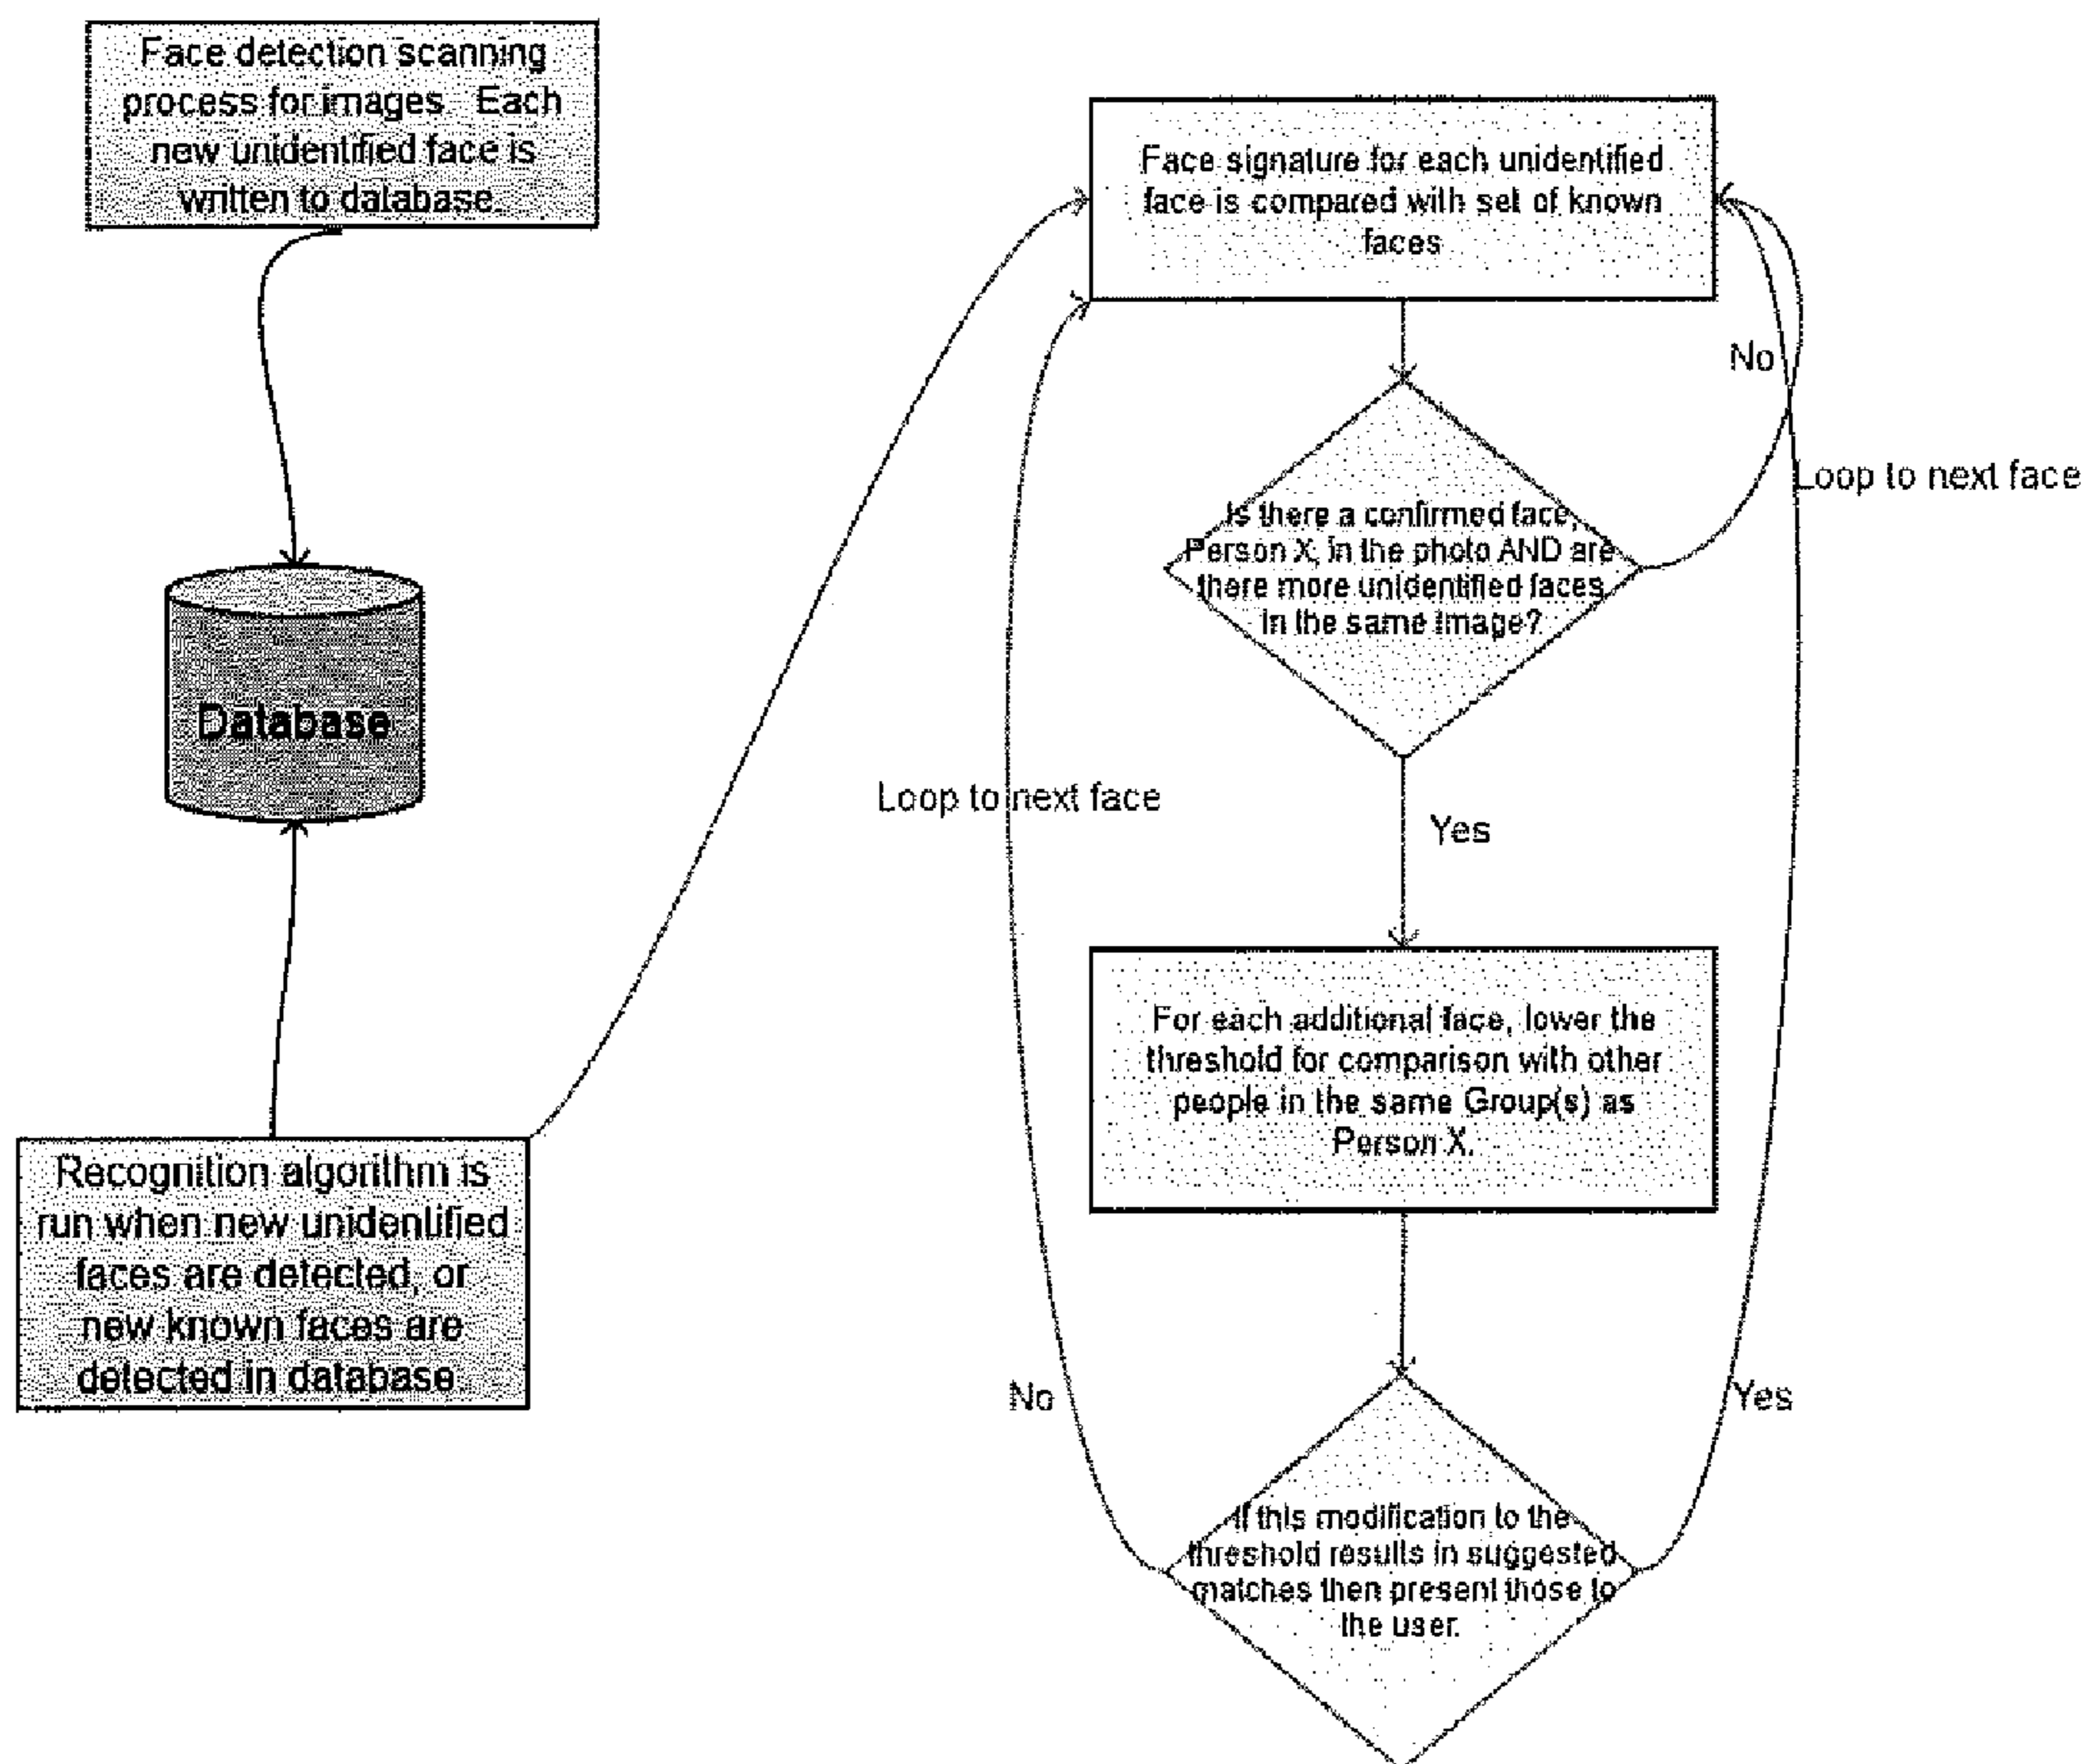 Face detection scanning
process for images. Each
new unidentified face is
written to database.
Database
Recognition algorithm is
run when new unidentified
faces are detected, or
new known faces are
detected in database.
Face signature for each unidentified
face is compared with set of known
faces
No
Loop to next face
Is there a confirmed face,
Person X, in the photo AND are
there more unidentified faces
in the same image?
Loop to next face
Yes
For each additional face, lower the
threshold for comparison with other
people in the same Group(s) as
Person X.
No
Yes
If this modification to the
threshold results in suggested
matches then present those to
the user.